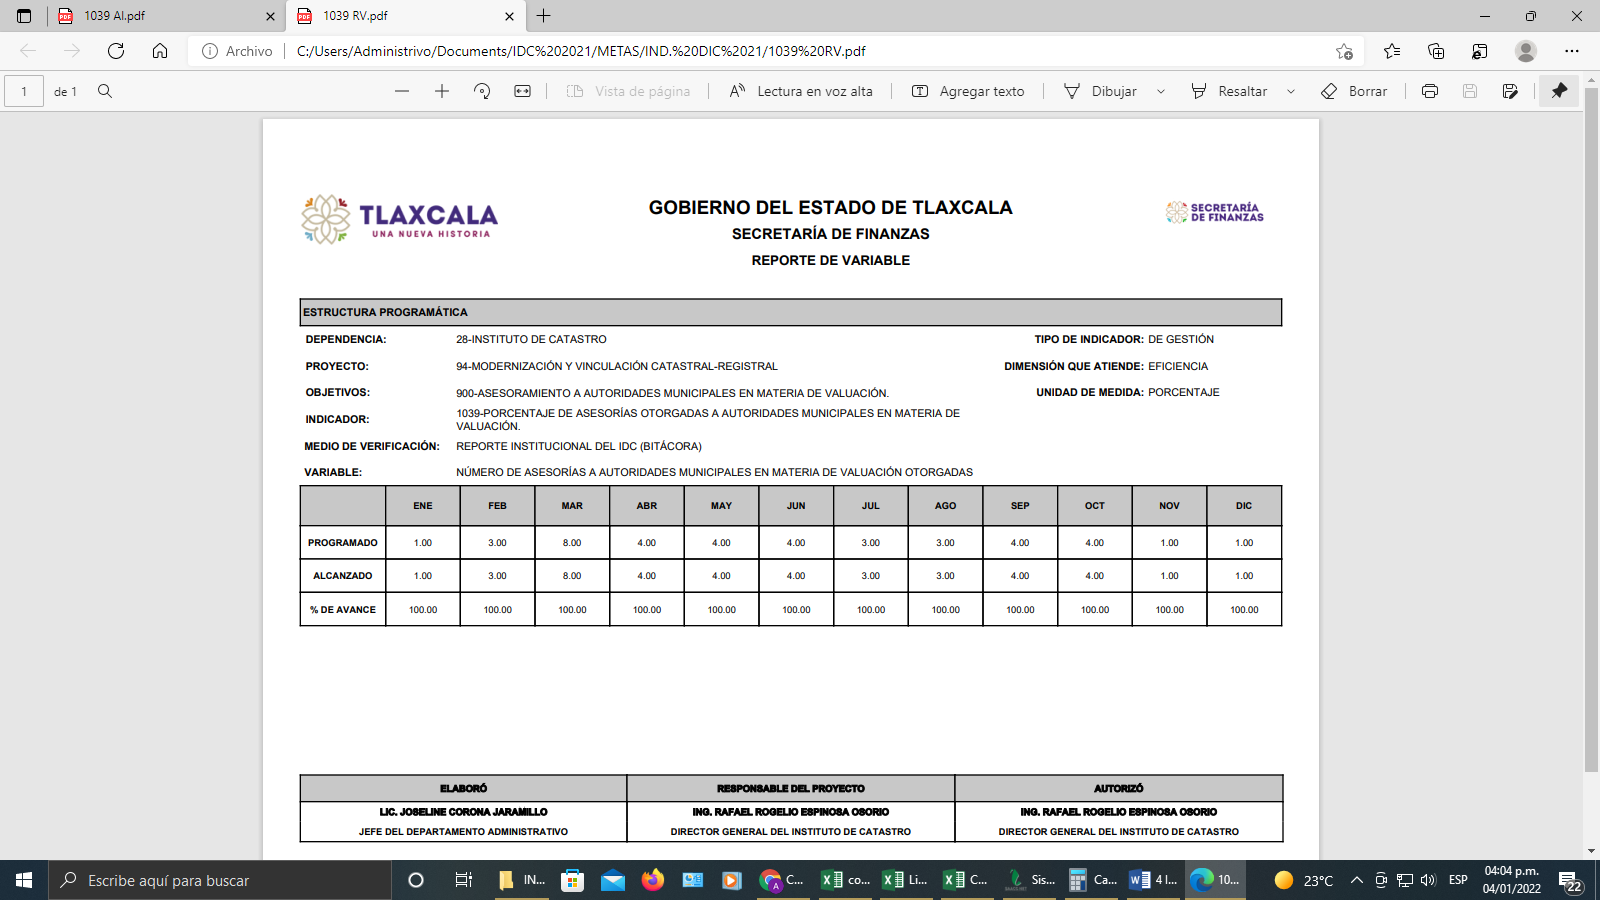 1039 AI.pdf
1039 RV.pdf
Archivo
C:/Users/Administrivo/Documents/IDC%202021/METAS/IND.%20DIC%2021/1039%20RV.pdf
1 de 1
Vista de página
Lectura en voz alta
Agregar texto
Dibujar
Resaltar
Borrar
TLAXCALA
UNA NUEVA HISTORIA
GOBIERNO DEL ESTADO DE TLAXCALA
SECRETARÍA DE FINANZAS
REPORTE DE VARIABLE
SECRETARÍA
DE FINANZAS
ESTRUCTURA PROGRAMÁTICA
DEPENDENCIA: 28-INSTITUTO DE CATASTRO TIPO DE INDICADOR: DE GESTIÓN
PROYECTO: 94-MODERNIZACIÓN Y VINCULACIÓN CATASTRAL-REGISTRAL DIMENSIÓN QUE ATIENDE: EFICIENCIA
OBJETIVOS: 900-ASESORAMIENTO A AUTORIDADES MUNICIPALES EN MATERIA DE VALUACIÓN. UNIDAD DE MEDIDA: PORCENTAJE
INDICADOR: 1039-PORCENTAJE DE ASESORÍAS OTORGADAS A AUTORIDADES MUNICIPALES EN MATERIA DE
VALUACIÓN.
MEDIO DE VERIFICACIÓN: REPORTE INSTITUCIONAL DEL IDC (BITÁCORA)
VARIABLE: NÚMERO DE ASESORÍAS A AUTORIDADES MUNICIPALES EN MATERIA DE VALUACIÓN OTORGADAS
ENE FEB MAR ABR MAY JUN JUL AGO SEP OCT NOV DIC
PROGRAMADO 1.00 3.00 8.00 4.00 4.00 4.00 3.00 3.00 4.00 4.00 1.00 1.00
ALCANZADO 1.00 3.00 8.00 4.00 4.00 4.00 3.00 3.00 4.00 4.00 1.00 1.00
% DE AVANCE 100.00 100.00 100.00 100.00 100.00 100.00 100.00 100.00 100.00 100.00 100.00 100.00
ELABORÓ RESPONSABLE DEL PROYECTO AUTORIZÓ
LIC. JOSELINE CORONA JARAMILLO ING. RAFAEL ROGELIO ESPINOSA OSORIO ING. RAFAEL ROGELIO ESPINOSA OSORIO
JEFE DEL DEPARTAMENTO ADMINISTRATIVO DIRECTOR GENERAL DEL INSTITUTO DE CATASTRO DIRECTOR GENERAL DEL INSTITUTO DE CATASTRO
Escribe aquí para buscar
IN... C... co... Li... C... Sis... Ca... 4 I... 10...
23°C
ESP
04:04 p.m.
04/01/2022
22